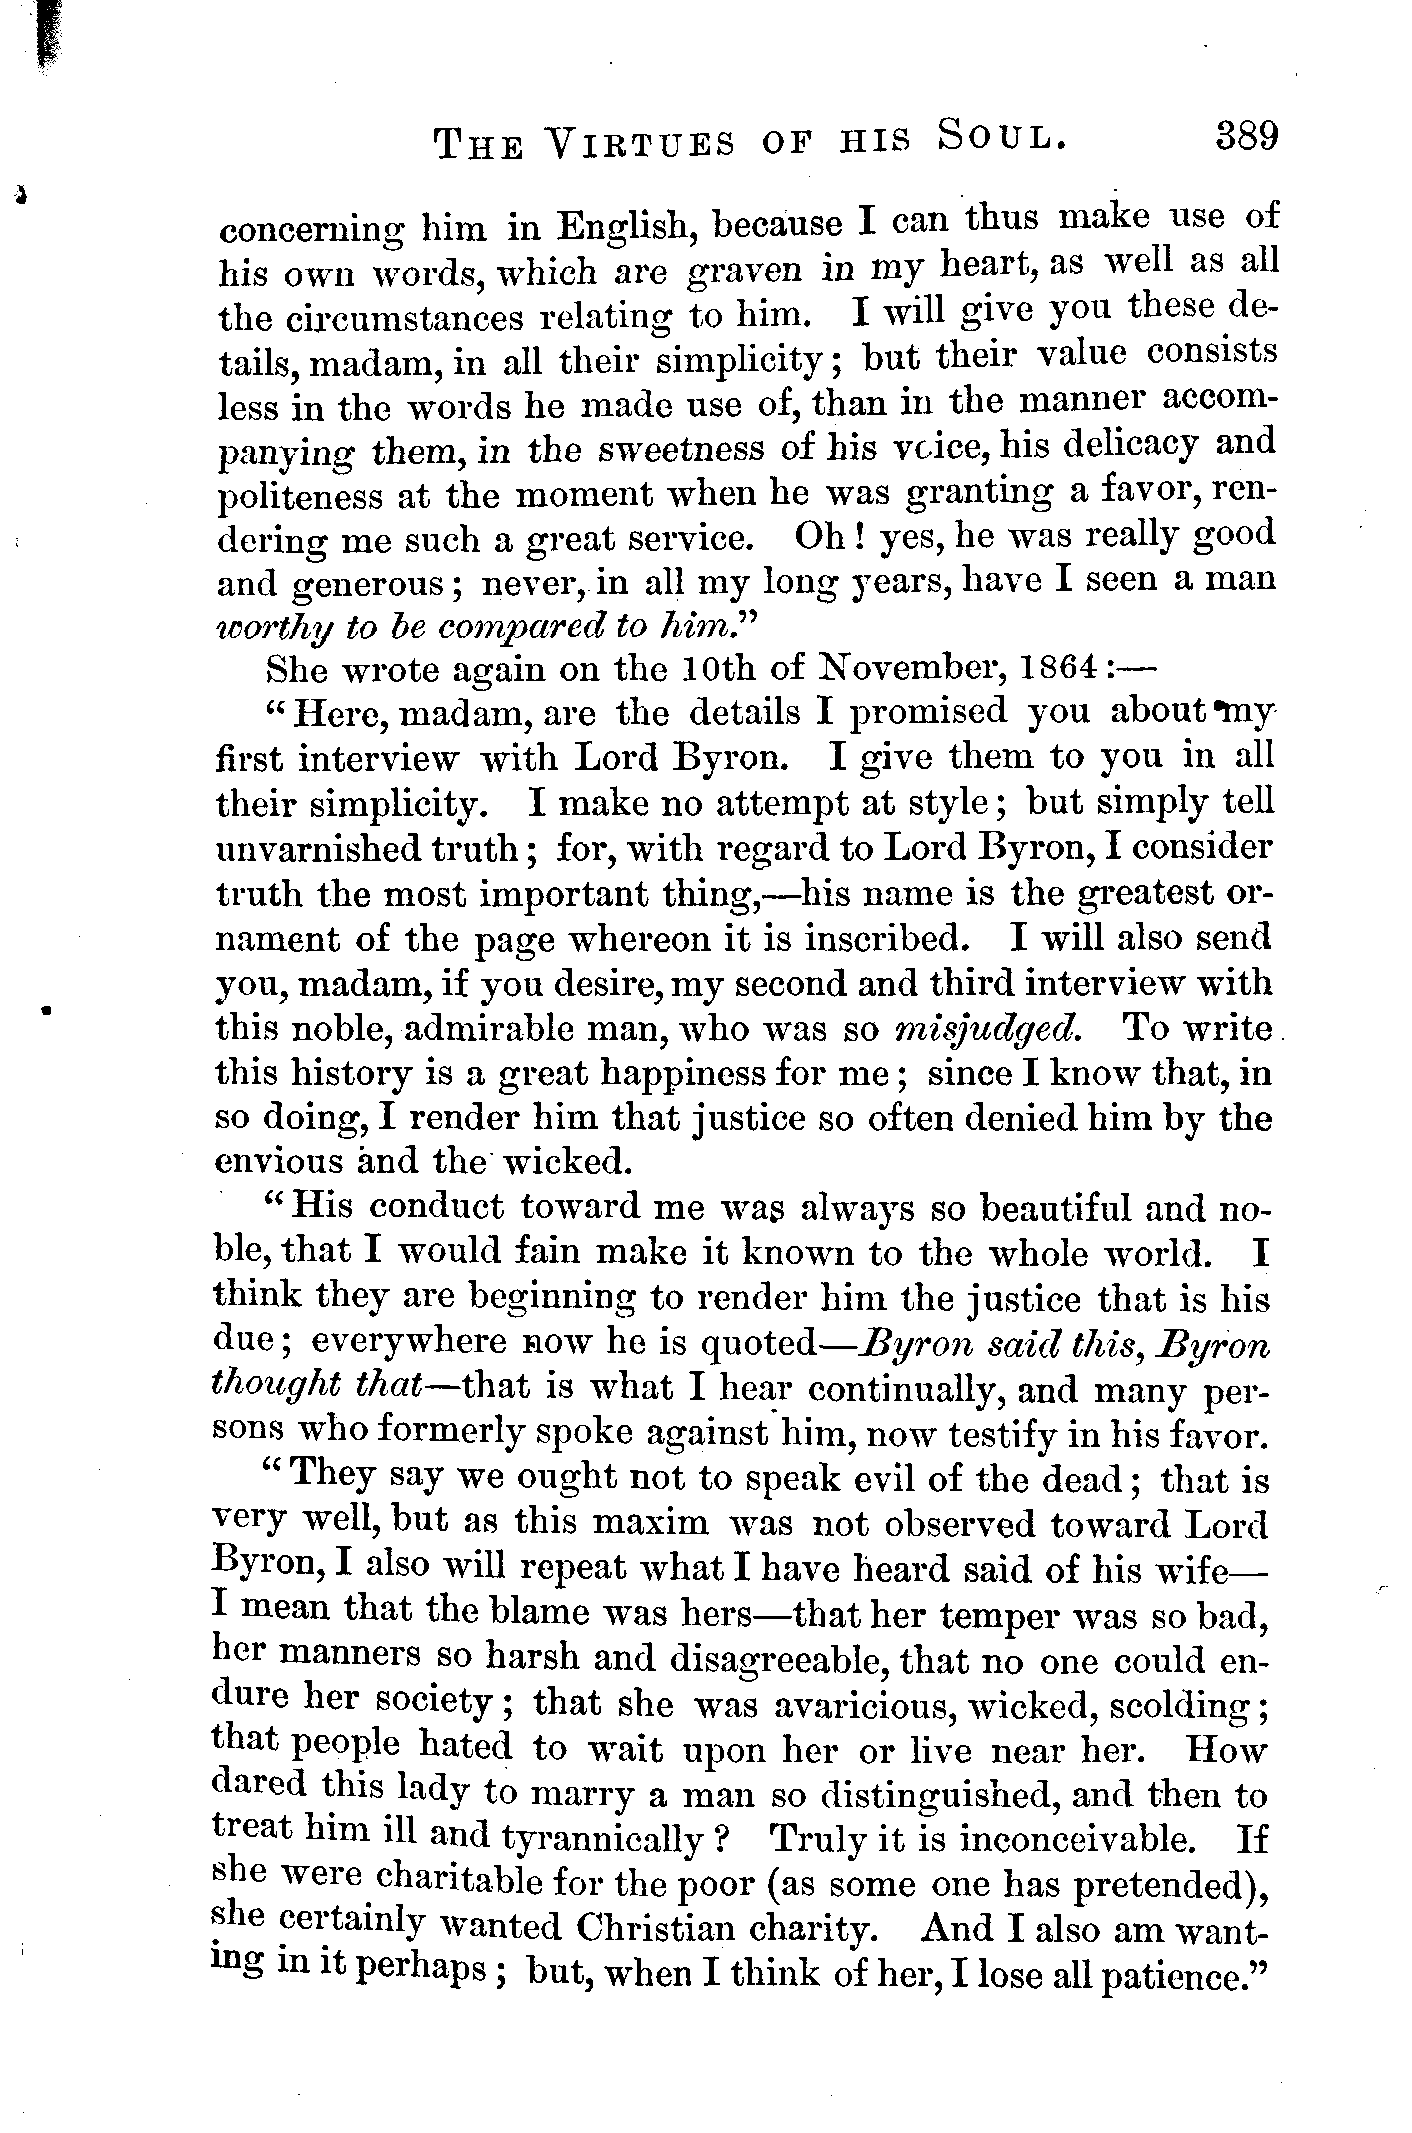 THE VIRTUES OF HIS SOUL. 389
concerning him in English, because I can thus make use of
his own words, which are graven in my heart, as well as all
the circumstances relating to him. I will give you these de-
tails, madam, in all their simplicity; but their value consists
less in the words he made use of, than in the manner accom-
panying them, in the sweetness of his voice, his delicacy and
politeness at the moment when he was granting a favor, ren-
dering me such a great service. Oh! yes, he was really good
and generous; never, in all my long years, have I seen a man
worthy to be compared to him."
She wrote again on the 10th of November, 1864:—
"Here, madam, are the details I promised you about my
first interview with Lord Byron. I give them to you in all
their simplicity. I make no attempt at style; but simply tell
unvarnished truth; for, with regard to Lord Byron, I consider
truth the most important thing,—his name is the greatest or-
nament of the page whereon it is inscribed. I will also send
you, madam, if you desire, my second and third interview with
this noble, admirable man, who was so misjudged. To write
this history is a great happiness for me; since I know that, in
so doing, I render him that justice so often denied him by the
envious and the wicked.
"His conduct toward me was always so beautiful and no-
ble, that I would fain make it known to the whole world. I
think they are beginning to render him the justice that is his
due; everywhere now he is quoted—Byron said this, Byron
thought that—that is what I hear continually, and many per-
sons who formerly spoke against him, now testify in his favor.
"They say we ought not to speak evil of the dead; that is
very well, but as this maxim was not observed toward Lord
Byron, I also will repeat what I have heard said of his wife—
I mean that the blame was hers—that her temper was so bad,
her manners so harsh and disagreeable, that no one could en-
dure her society; that she was avaricious, wicked, scolding;
that people hated to wait upon her or live near her. How
dared this lady to marry a man so distinguished, and then to
treat him ill and tyrannically? Truly it is inconceivable. If
she were charitable for the poor (as some one has pretended),
she certainly wanted Christian charity. And I also am want-
ing in it perhaps; but, when I think of her, I lose all patience."